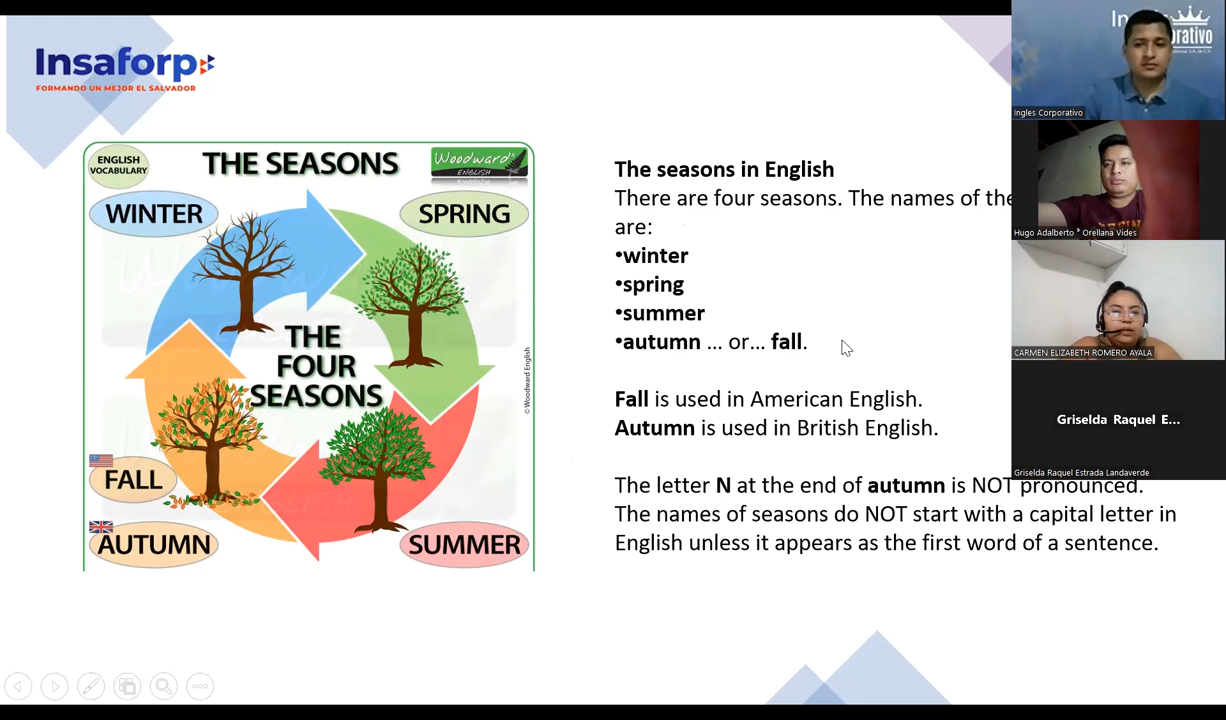 Insaforp
FORMANDO UN MEJOR EL SALVADOR
ENGLISH
VOCABULARY
THE SEASONS
Woodward
ENGLISH
WINTER
SPRING
THE
FOUR
SEASONS
FALL
AUTUMN
SUMMER
© Woodward English
The seasons in English
There are four seasons. The names of the
are:
•winter
•spring
•summer
•autumn ... or... fall.
Fall is used in American English.
Autumn is used in British English.
The letter N at the end of autumn is NOT pronounced.
The names of seasons do NOT start with a capital letter in
English unless it appears as the first word of a sentence.
Ingles Corporativo
Hugo Adalberto * Orellana Vides
CARMEN ELIZABETH ROMERO AYALA
Griselda Raquel E...
Griselda Raquel Estrada Landaverde